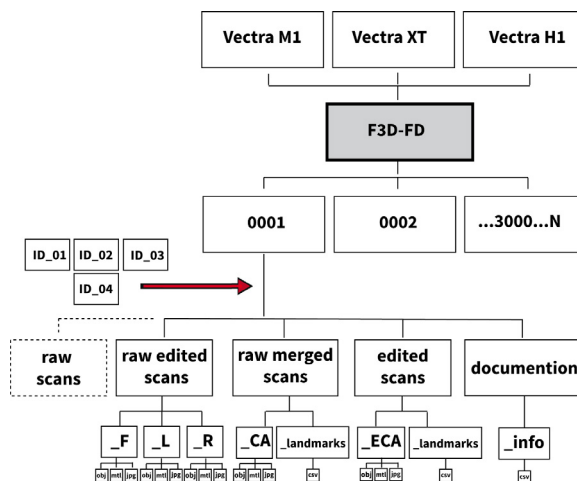 Vectra M1 Vectra XT Vectra H1
F3D-FD
0001 0002 ...3000...N
ID_01 ID_02 ID_03
ID_04
raw scans
raw edited scans
raw merged scans
edited scans
documention
_F _L _R _CA _landmarks _ECA _landmarks _info
obj mtl jpg obj mtl jpg obj mtl jpg obj mtl jpg csv obj mtl jpg csv csv